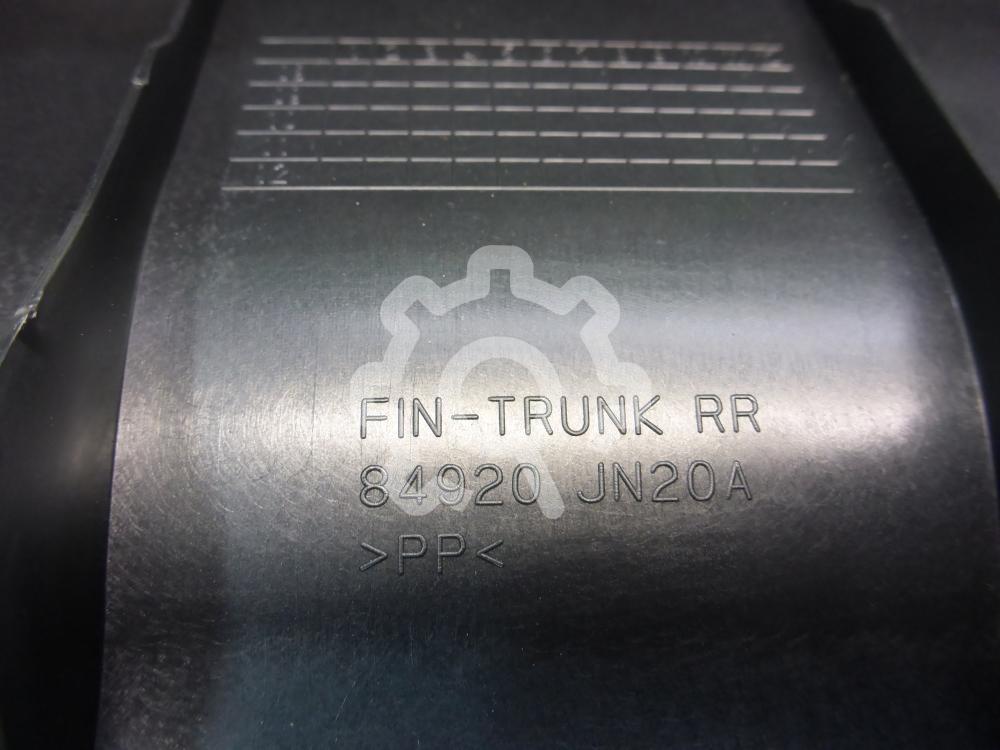 FIN-TRUNK RR
84920 JN20A
>PP<